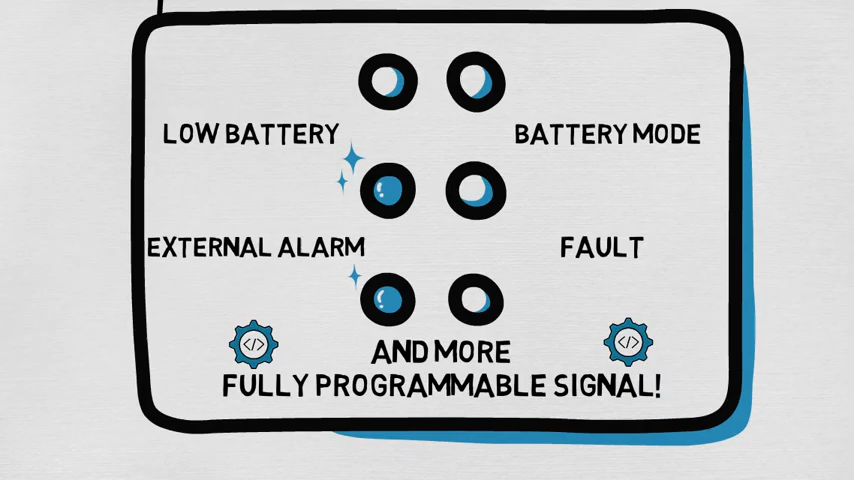 LOW BATTERY
BATTERY MODE
EXTERNAL ALARM
FAULT
</>
</>
AND MORE
FULLY PROGRAMMABLE SIGNAL!